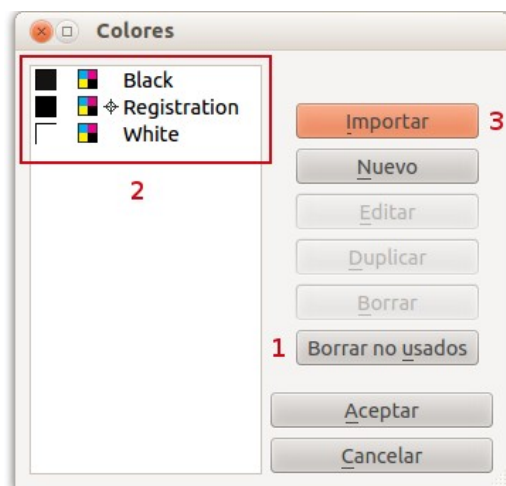 Colores
Black
Registration
White
2
Importar
3
Nuevo
Editar
Duplicar
Borrar
1
Borrar no usados
Aceptar
Cancelar